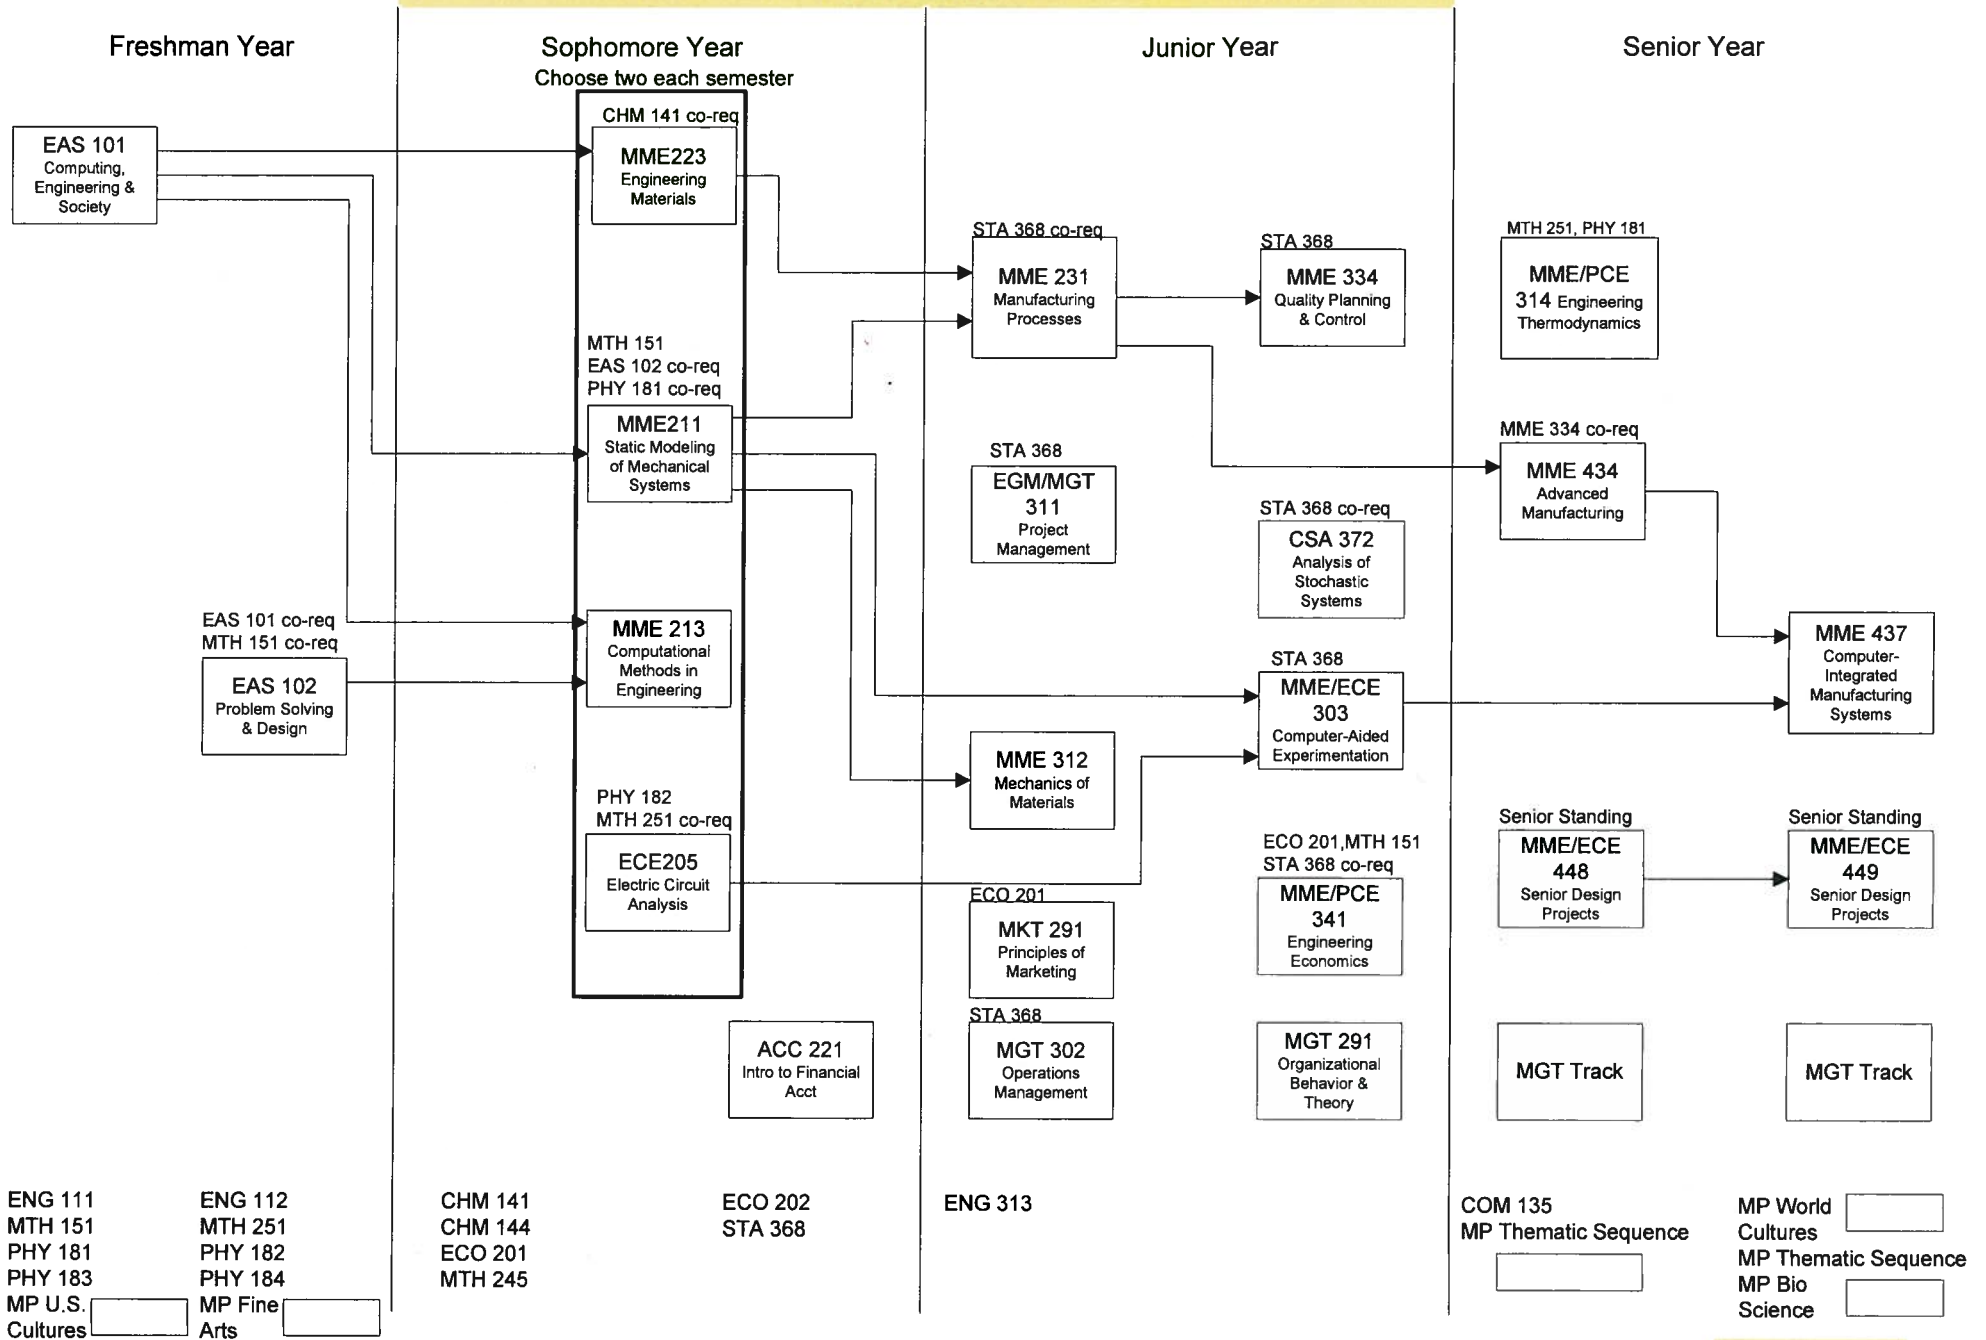 Freshman Year
Sophomore Year
Junior Year
Senior Year
Choose two each semester
EAS 101
Computing,
Engineering &
Society
EAS 101 co-req
MTH 151 co-req
EAS 102
Problem Solving
& Design
CHM 141 co-req
MME223
Engineering
Materials
MTH 151
EAS 102 co-req
PHY 181 co-req
MME211
Static Modeling
of Mechanical
Systems
MME 213
Computational
Methods in
Engineering
PHY 182
MTH 251 co-req
ECE205
Electric Circuit
Analysis
ACC 221
Intro to Financial
Acct
STA 368 co-req
MME 231
Manufacturing
Processes
STA 368
EGM/MGT
311
Project
Management
MME 312
Mechanics of
Materials
ECO 201
MKT 291
Principles of
Marketing
STA 368
MGT 302
Operations
Management
STA 368
MME 334
Quality Planning
& Control
STA 368 co-req
CSA 372
Analysis of
Stochastic
Systems
STA 368
MME/ECE
303
Computer-Aided
Experimentation
ECO 201,MTH 151
STA 368 co-req
MME/PCE
341
Engineering
Economics
MGT 291
Organizational
Behavior &
Theory
MTH 251, PHY 181
MME/PCE
314 Engineering
Thermodynamics
MME 334 co-req
MME 434
Advanced
Manufacturing
Senior Standing
MME/ECE
448
Senior Design
Projects
MGT Track
MME 437
Computer-
Integrated
Manufacturing
Systems
Senior Standing
MME/ECE
449
Senior Design
Projects
MGT Track
ENG 111
MTH 151
PHY 181
PHY 183
MP U.S.
Cultures
ENG 112
MTH 251
PHY 182
PHY 184
MP Fine
Arts
CHM 141
CHM 144
ECO 201
MTH 245
ECO 202
STA 368
ENG 313
COM 135
MP Thematic Sequence
MP World
Cultures
MP Thematic Sequence
MP Bio
Science